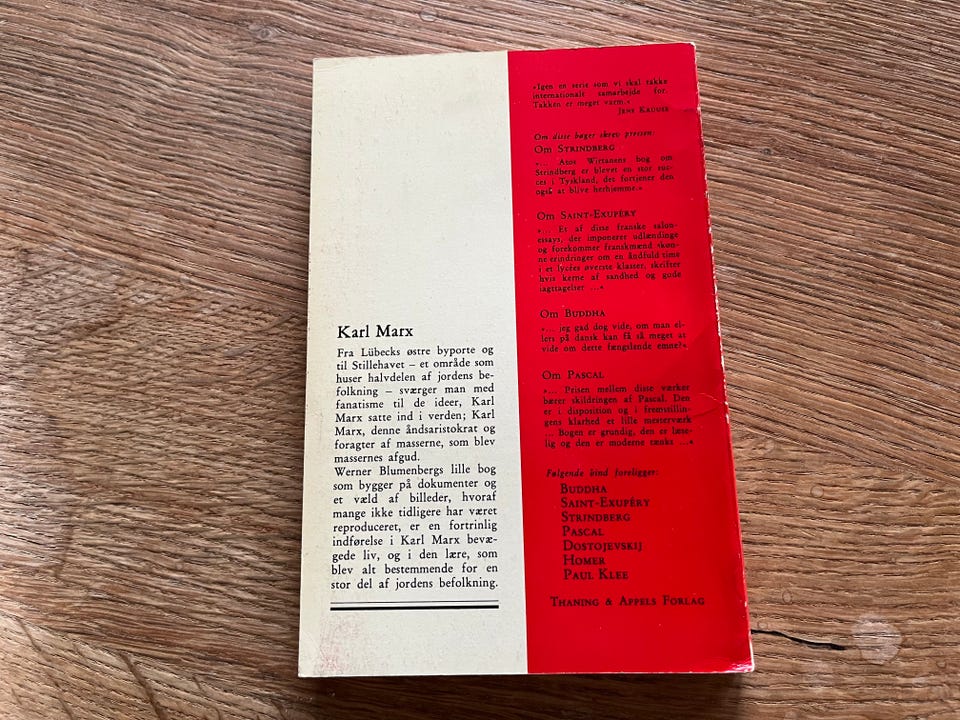 Karl Marx
Fra Lübecks østre byporte og
til Stillehavet – et område som
huser halvdelen af jordens be-
folkning – sværger man med
fanatisme til de ideer, Karl
Marx satte ind i verden; Karl
Marx, denne åndsaristokrat og
foragter af masserne, som blev
massernes afgud.
Werner Blumenbergs lille bog
som bygger på dokumenter og
et væld af billeder, hvoraf
mange ikke tidligere har været
reproduceret, er en fortrinlig
indførelse i Karl Marx bevæ-
gede liv, og i den lære, som
blev alt bestemmende for en
stor del af jordens befolkning.
»Igen en serie som vi skal takke
internationalt samarbejde for.
Takken er meget varm.«
Jens Kruuse
Om disse bøger skrev pressen:
Om Strindberg
»... Atos Wirtanens bog om
Strindberg er blevet en stor suc-
ces i Tyskland, det fortjener den
også at blive herhjemme.«
Om Saint-Exupéry
»... Et af disse franske salon-
essays, der imponerer udlændinge
og forekommer franskmænd skøn-
ne erindringer om en åndfuld time
i et lycées øverste klasser, skrifter
hvis kerne af sandhed og gode
iagttagelser ...«
Om Buddha
»... jeg gad dog vide, om man el-
lers på dansk kan få så meget at
vide om dette fængslende emne?«
Om Pascal
»... Prisen mellem disse værker
bærer skildringen af Pascal. Den
er i disposition og i fremstillin-
gens klarhed et lille mesterværk
... Bogen er grundig, den er læse-
lig og den er moderne tænkt ...«
Følgende bind foreligger:
Buddha
Saint-Exupéry
Strindberg
Pascal
Dostojevskij
Homer
Paul Klee
Thaning & Appels Forlag